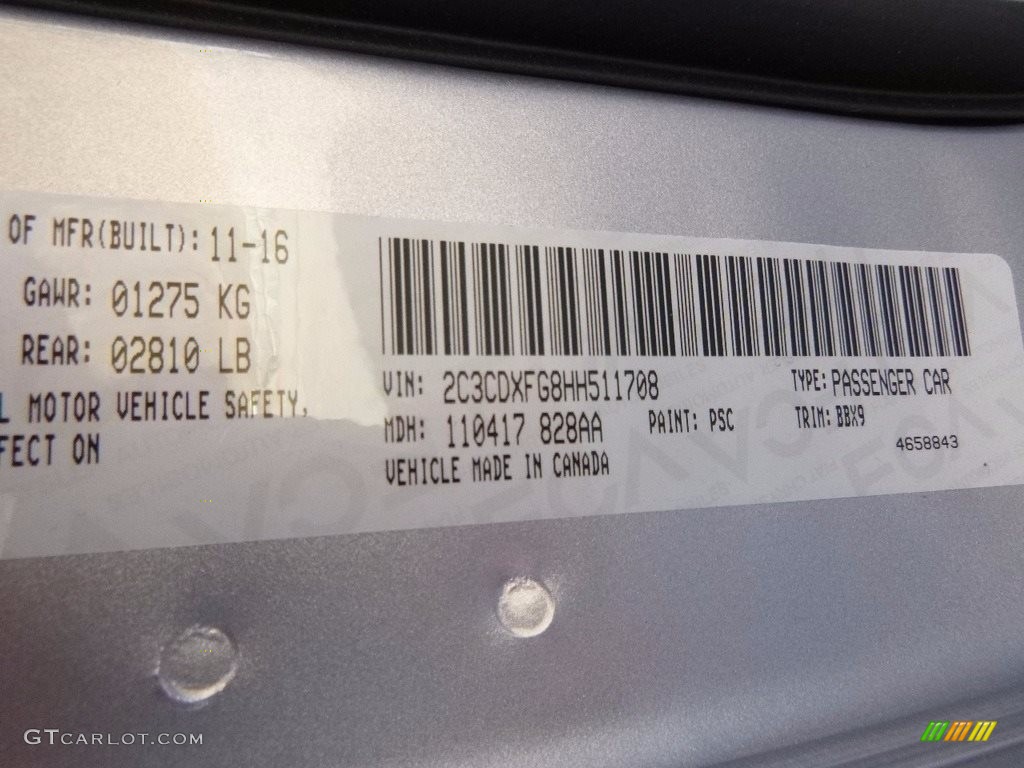 OF MFR(BUILT): 11-16
GAWR: 01275 KG
REAR: 02810 LB
MOTOR VEHICLE SAFETY,
ON
VIN: 2C3CDXFG8HH511708 TYPE: PASSENGER CAR
MDH: 110417 828AA PAINT: PSC TRIM: BBX9
VEHICLE MADE IN CANADA 4658843
GTCARLOT.COM